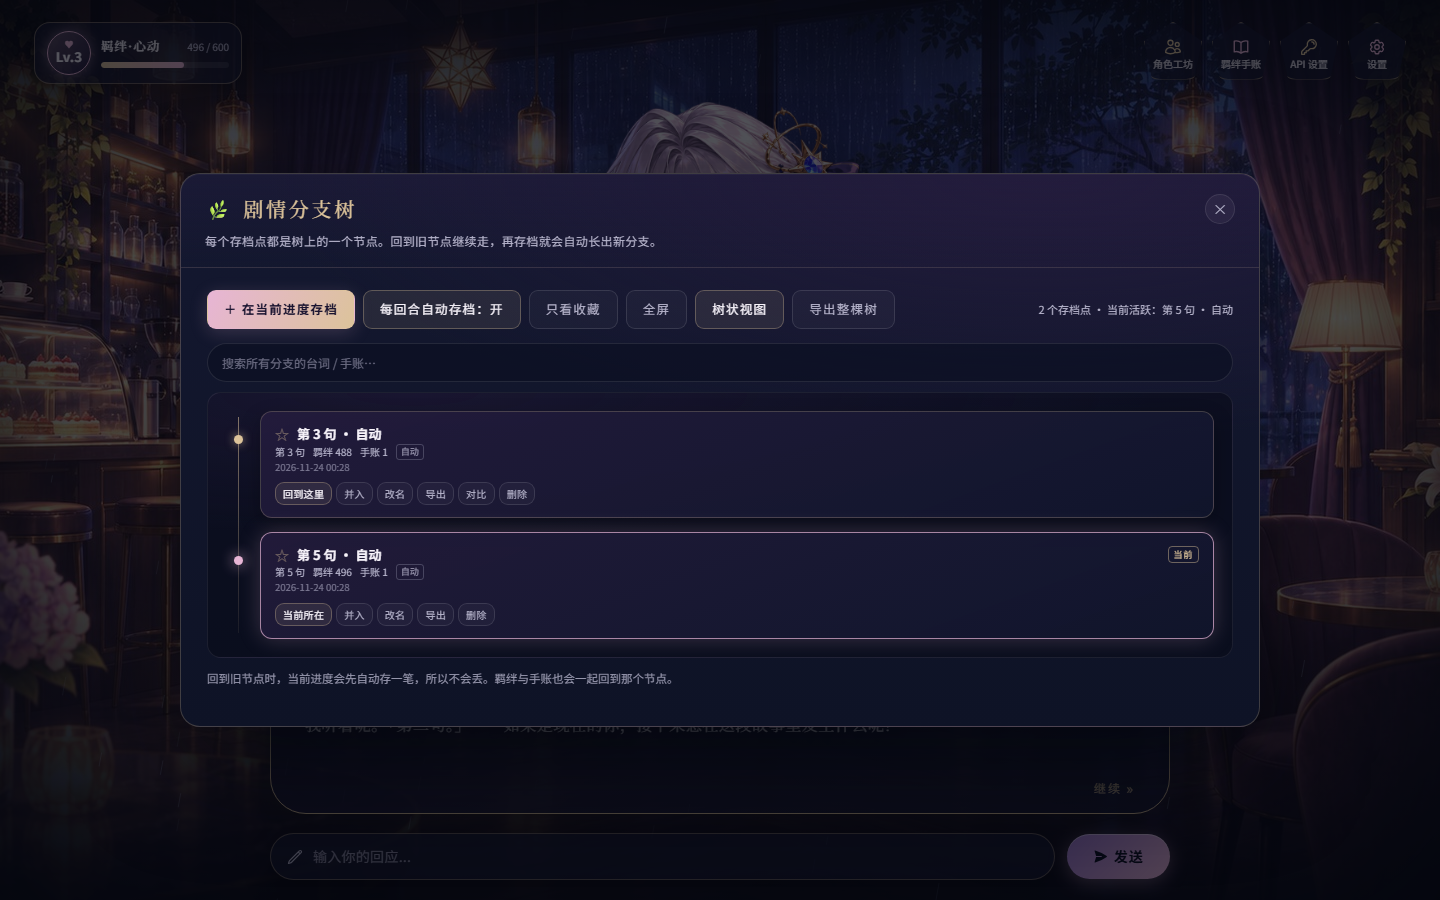 Lv.3
羁绊·心动 496 / 600
角色工坊
羁绊手账
API 设置
设置
剧情分支树
每个存档点都是树上的一个节点。回到旧节点继续走，再存档就会自动长出新分支。
＋ 在当前进度存档
每回合自动存档：开
只看收藏
全屏
树状视图
导出整棵树
2 个存档点 · 当前活跃：第 5 句 · 自动
搜索所有分支的台词 / 手账…
☆ 第 3 句 · 自动
第 3 句 羁绊 488 手账 1 自动
2026-11-24 00:28
回到这里 并入 改名 导出 对比 删除
☆ 第 5 句 · 自动 当前
第 5 句 羁绊 496 手账 1 自动
2026-11-24 00:28
当前所在 并入 改名 导出 删除
回到旧节点时，当前进度会先自动存一笔，所以不会丢。羁绊与手账也会一起回到那个节点。
继续 »
输入你的回应...
发送